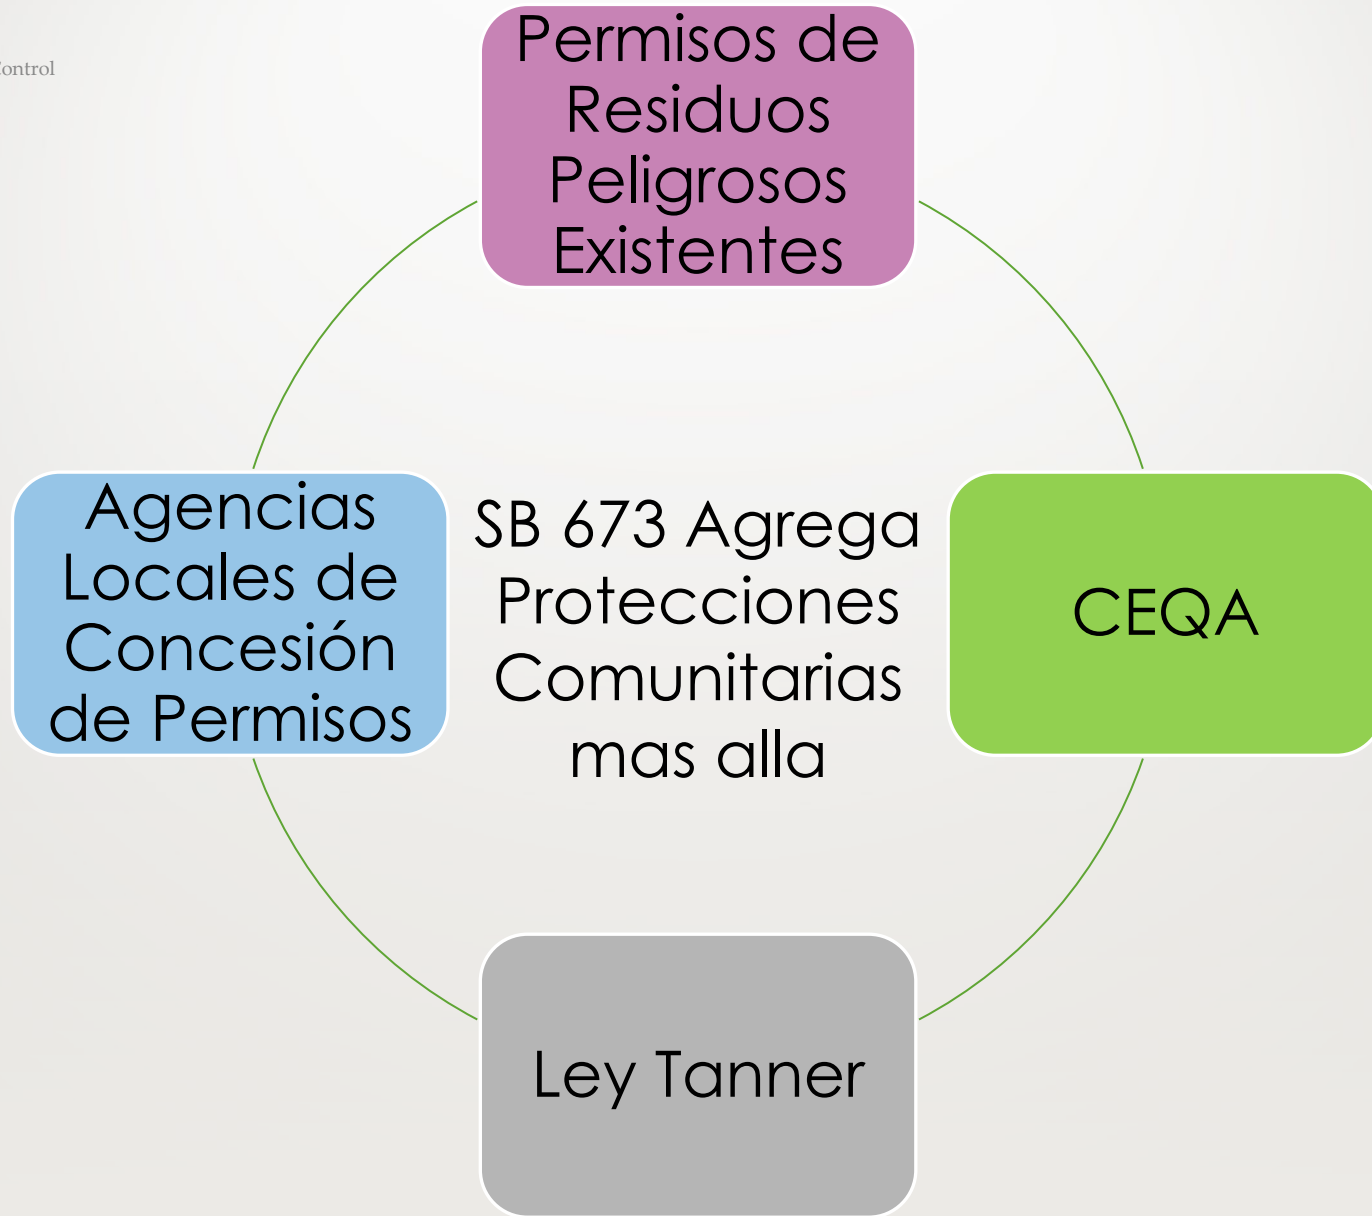 Control
Permisos de
Residuos
Peligrosos
Existentes
Agencias
Locales de
Concesión
de Permisos
SB 673 Agrega
Protecciones
Comunitarias
mas alla
CEQA
Ley Tanner